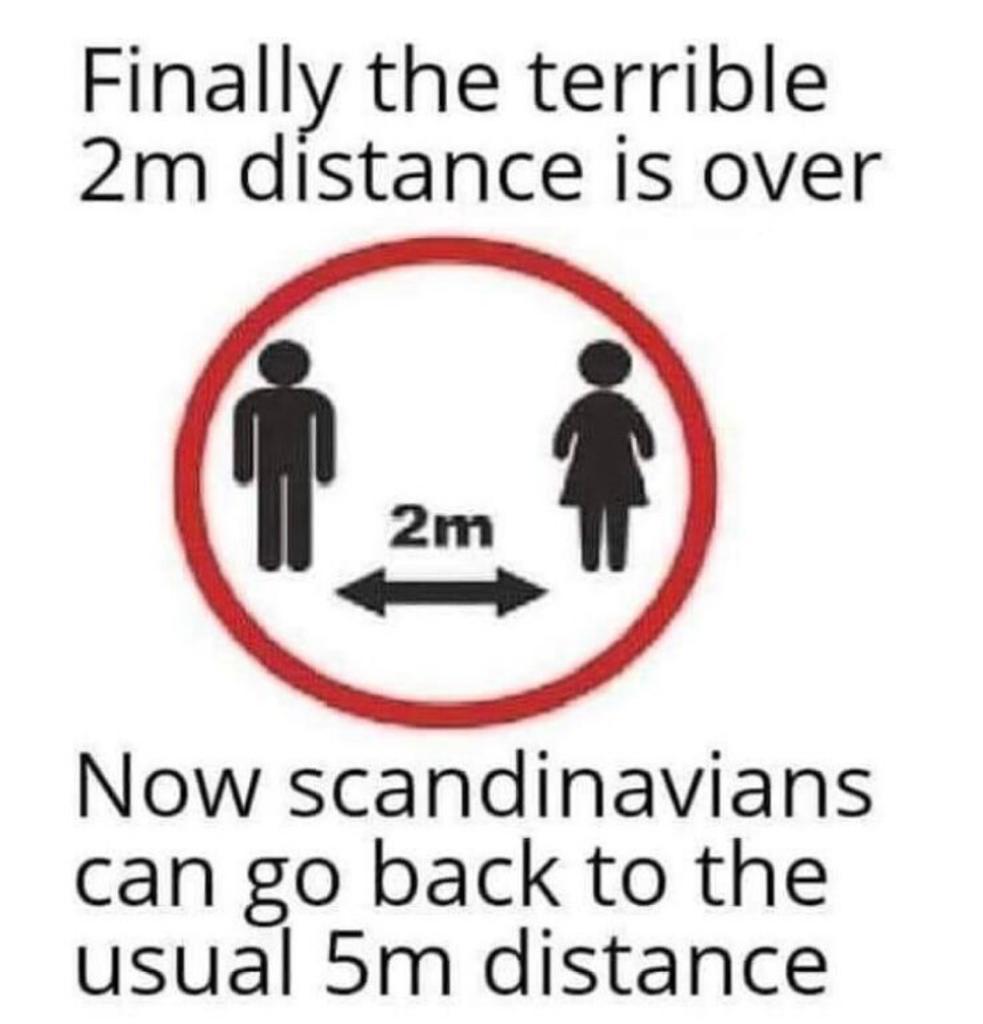 Finally the terrible
2m distance is over
2m
Now scandinavians
can go back to the
usual 5m distance